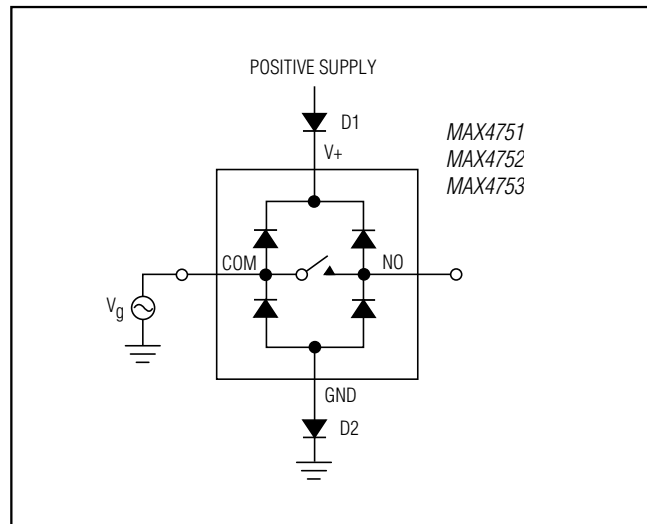 POSITIVE SUPPLY
D1
V+
MAX4751
MAX4752
MAX4753
COM
NO
Vg
GND
D2